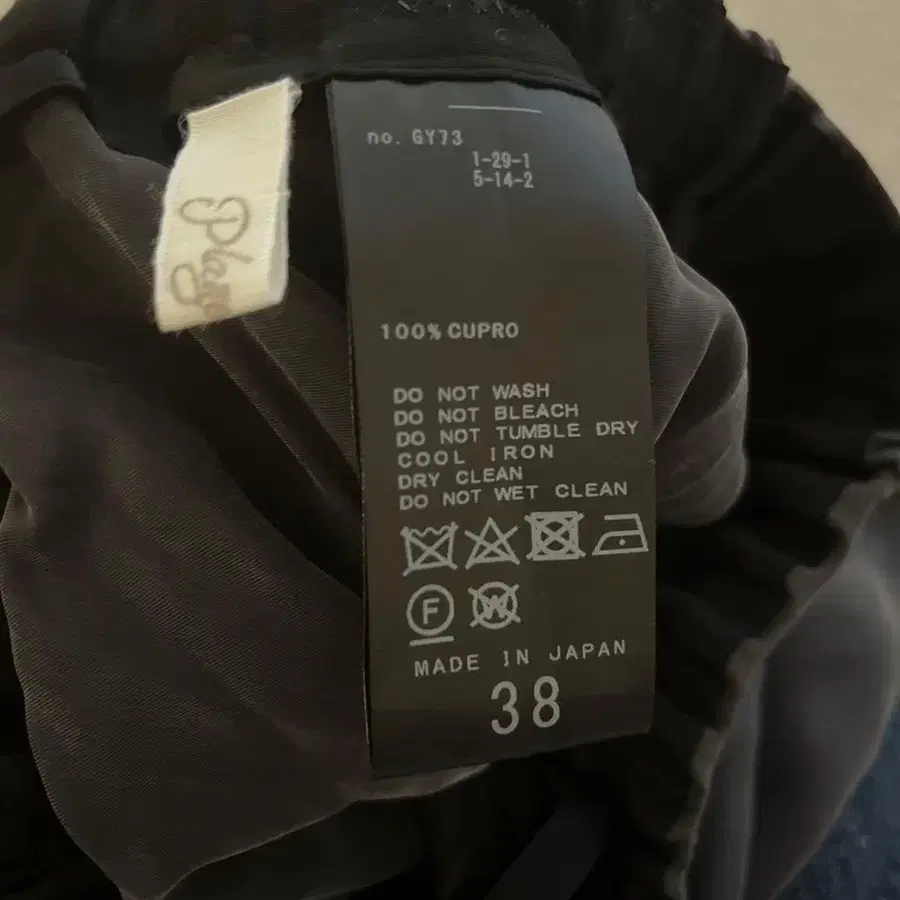 no. GY73
1-29-1
5-14-2
100% CUPRO
DO NOT WASH
DO NOT BLEACH
DO NOT TUMBLE DRY
COOL IRON
DRY CLEAN
DO NOT WET CLEAN
F W
MADE IN JAPAN
38